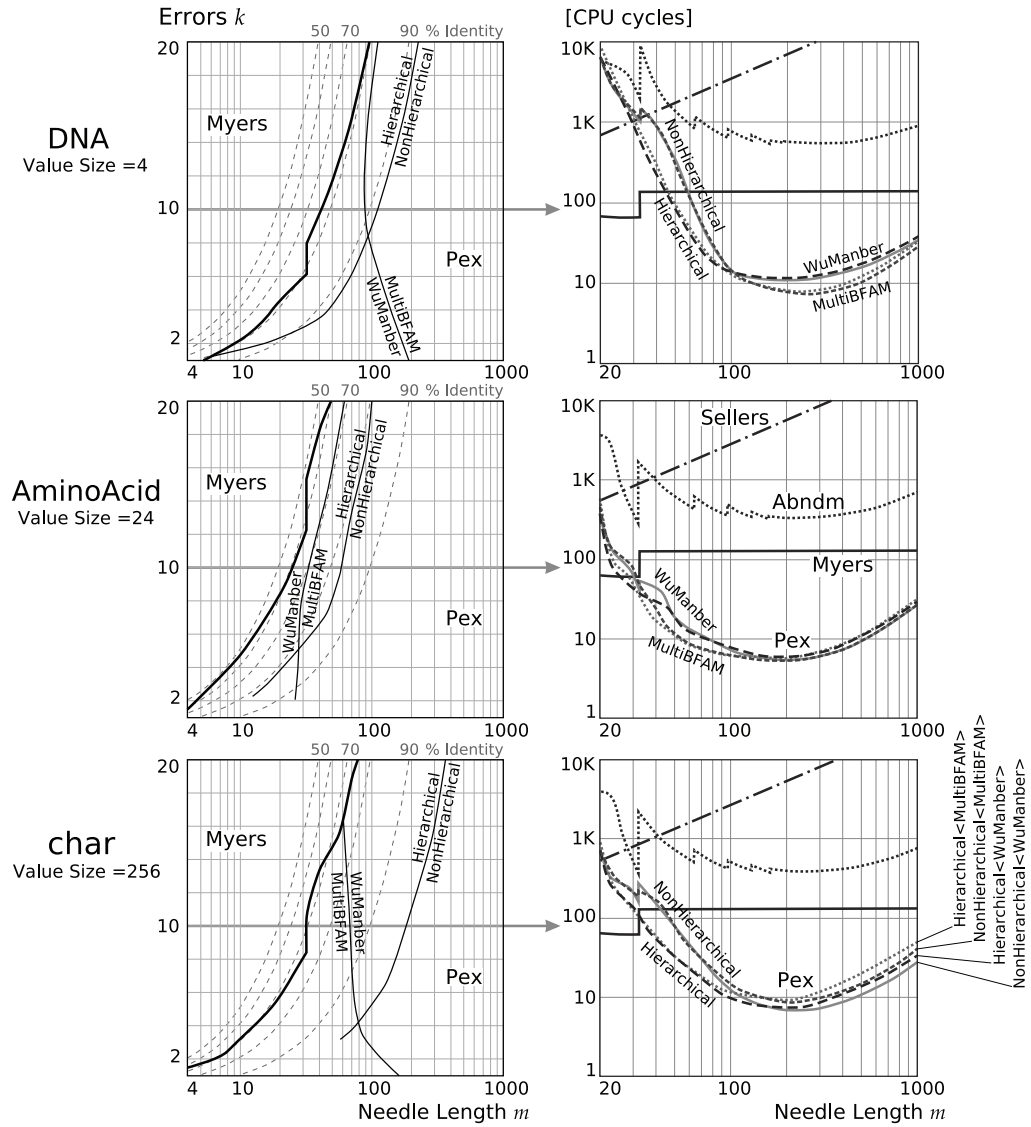 Errors k
[CPU cycles]
50 70 90 % Identity
20
10
2
4 10 100 1000
DNA
Value Size =4
Myers
Pex
Hierarchical
NonHierarchical
MultiBFAM
WuManber
10K
1K
100
10
1
20 100 1000
NonHierarchical
Hierarchical
WuManber
MultiBFAM
50 70 90 % Identity
20
10
2
4 10 100 1000
AminoAcid
Value Size =24
Myers
Pex
Hierarchical
NonHierarchical
WuManber
MultiBFAM
10K
1K
100
10
1
20 100 1000
Sellers
Abndm
Myers
WuManber
MultiBFAM
Pex
50 70 90 % Identity
20
10
2
4 10 100 1000
char
Value Size =256
Myers
Pex
Hierarchical
NonHierarchical
WuManber
MultiBFAM
10K
1K
100
10
1
20 100 1000
NonHierarchical
Hierarchical
Pex
Hierarchical<MultiBFAM>
NonHierarchical<MultiBFAM>
Hierarchical<WuManber>
NonHierarchical<WuManber>
Needle Length m
Needle Length m